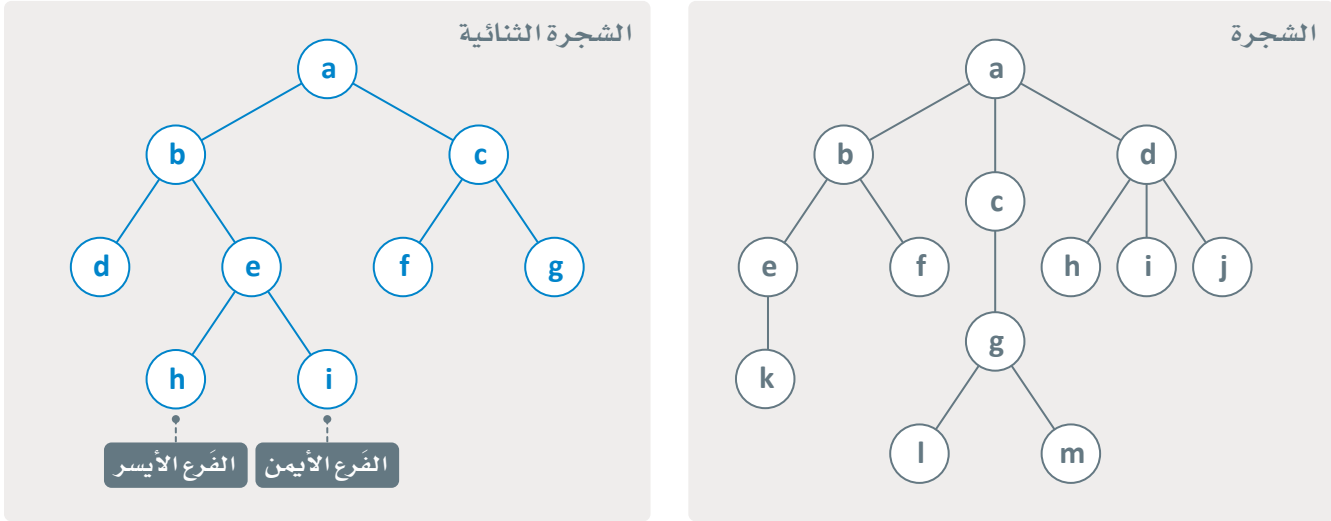 الشجرة
a
b
d
c
e
f
h
i
j
g
k
l
m
الشجرة الثنائية
a
b
c
d
e
f
g
h
i
الفَرع الأيمن
الفَرع الأيسر